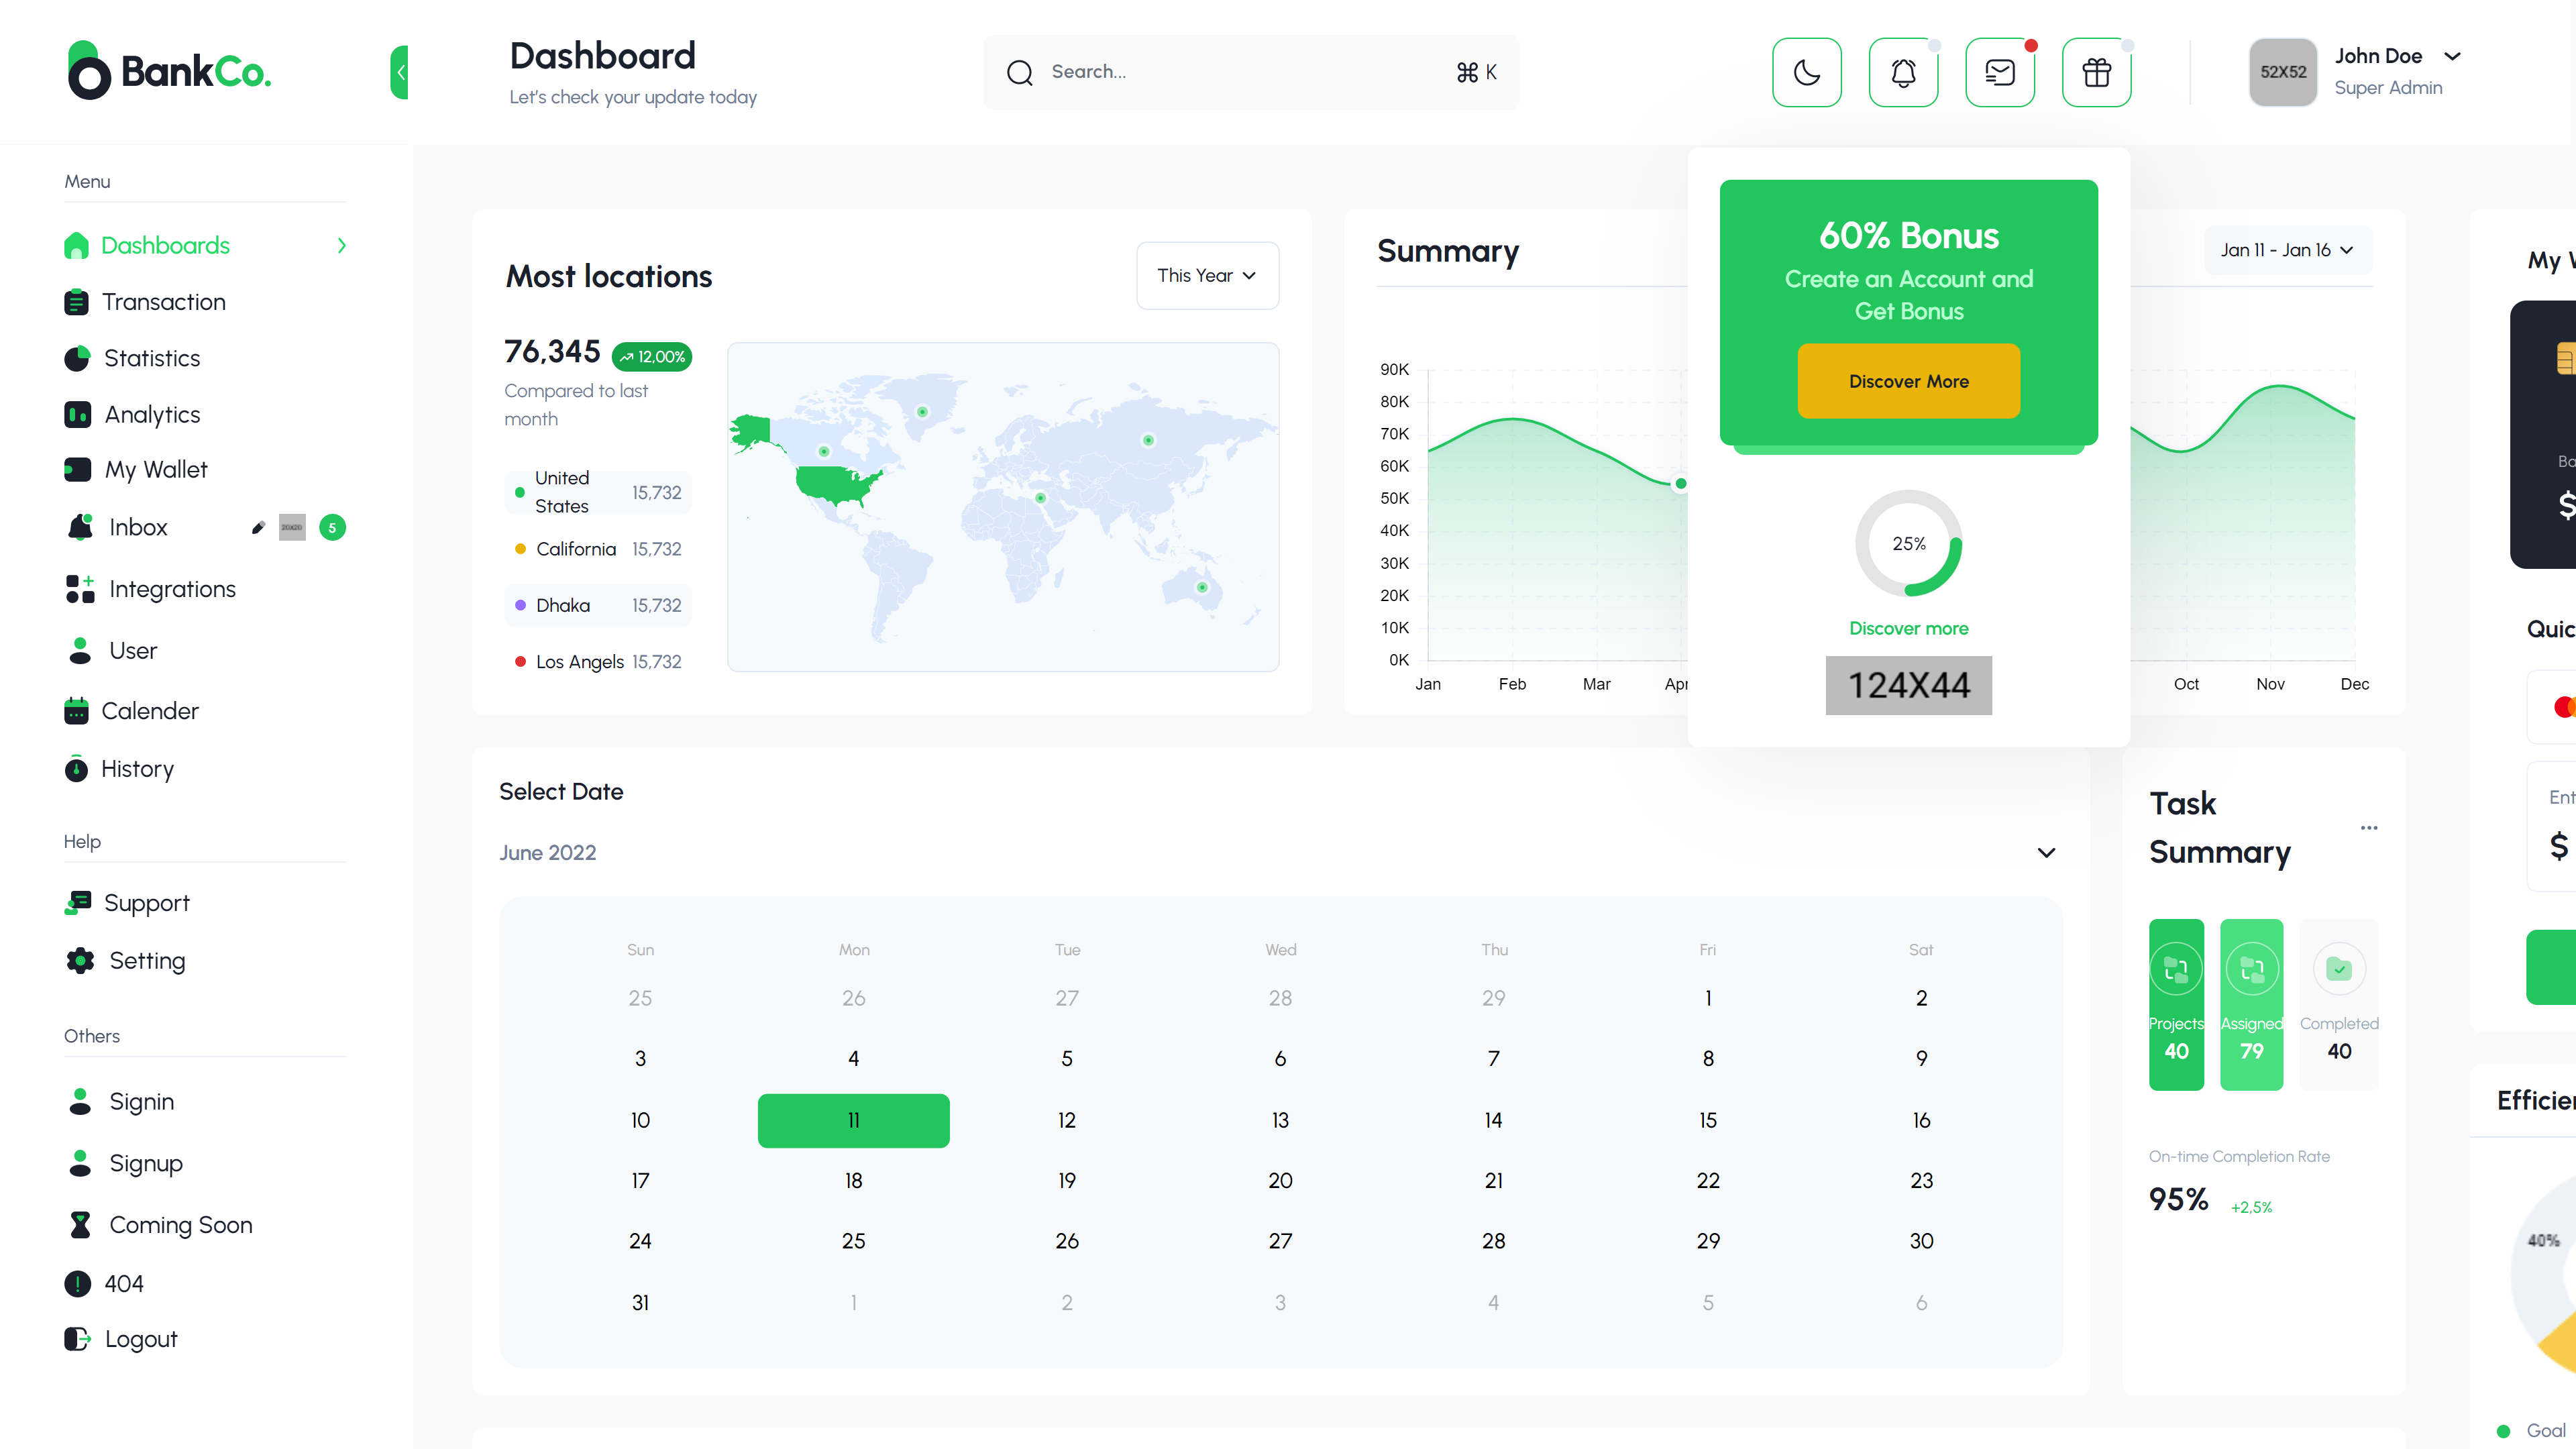 BankCo.
Dashboard
Let's check your update today
Search...
⌘ K
52X52
John Doe
Super Admin
Menu
Dashboards
Transaction
Statistics
Analytics
My Wallet
Inbox
20X20
5
Integrations
User
Calender
History
Help
Support
Setting
Others
Signin
Signup
Coming Soon
404
Logout
Most locations
This Year
76,345
12,00%
Compared to last
month
United
States
15,732
California
15,732
Dhaka
15,732
Los Angels
15,732
Summary
Jan 11 - Jan 16
90K
80K
70K
60K
50K
40K
30K
20K
10K
0K
Jan
Feb
Mar
Apr
Oct
Nov
Dec
60% Bonus
Create an Account and
Get Bonus
Discover More
25%
Discover more
124X44
Select Date
June 2022
Sun Mon Tue Wed Thu Fri Sat
25 26 27 28 29 1 2
3 4 5 6 7 8 9
10 11 12 13 14 15 16
17 18 19 20 21 22 23
24 25 26 27 28 29 30
31 1 2 3 4 5 6
Task
Summary
Projects
40
Assigned
79
Completed
40
On-time Completion Rate
95%
+2,5%
My
$
$
40%
Goal